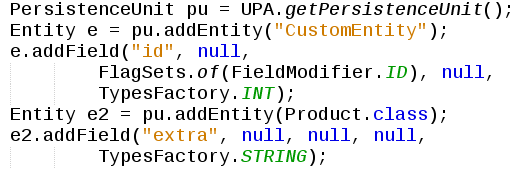 PersistenceUnit pu = UPA.getPersistenceUnit();
Entity e = pu.addEntity("CustomEntity");
e.addField("id", null,
        FlagSets.of(FieldModifier.ID), null,
        TypesFactory.INT);
Entity e2 = pu.addEntity(Product.class);
e2.addField("extra", null, null, null,
        TypesFactory.STRING);